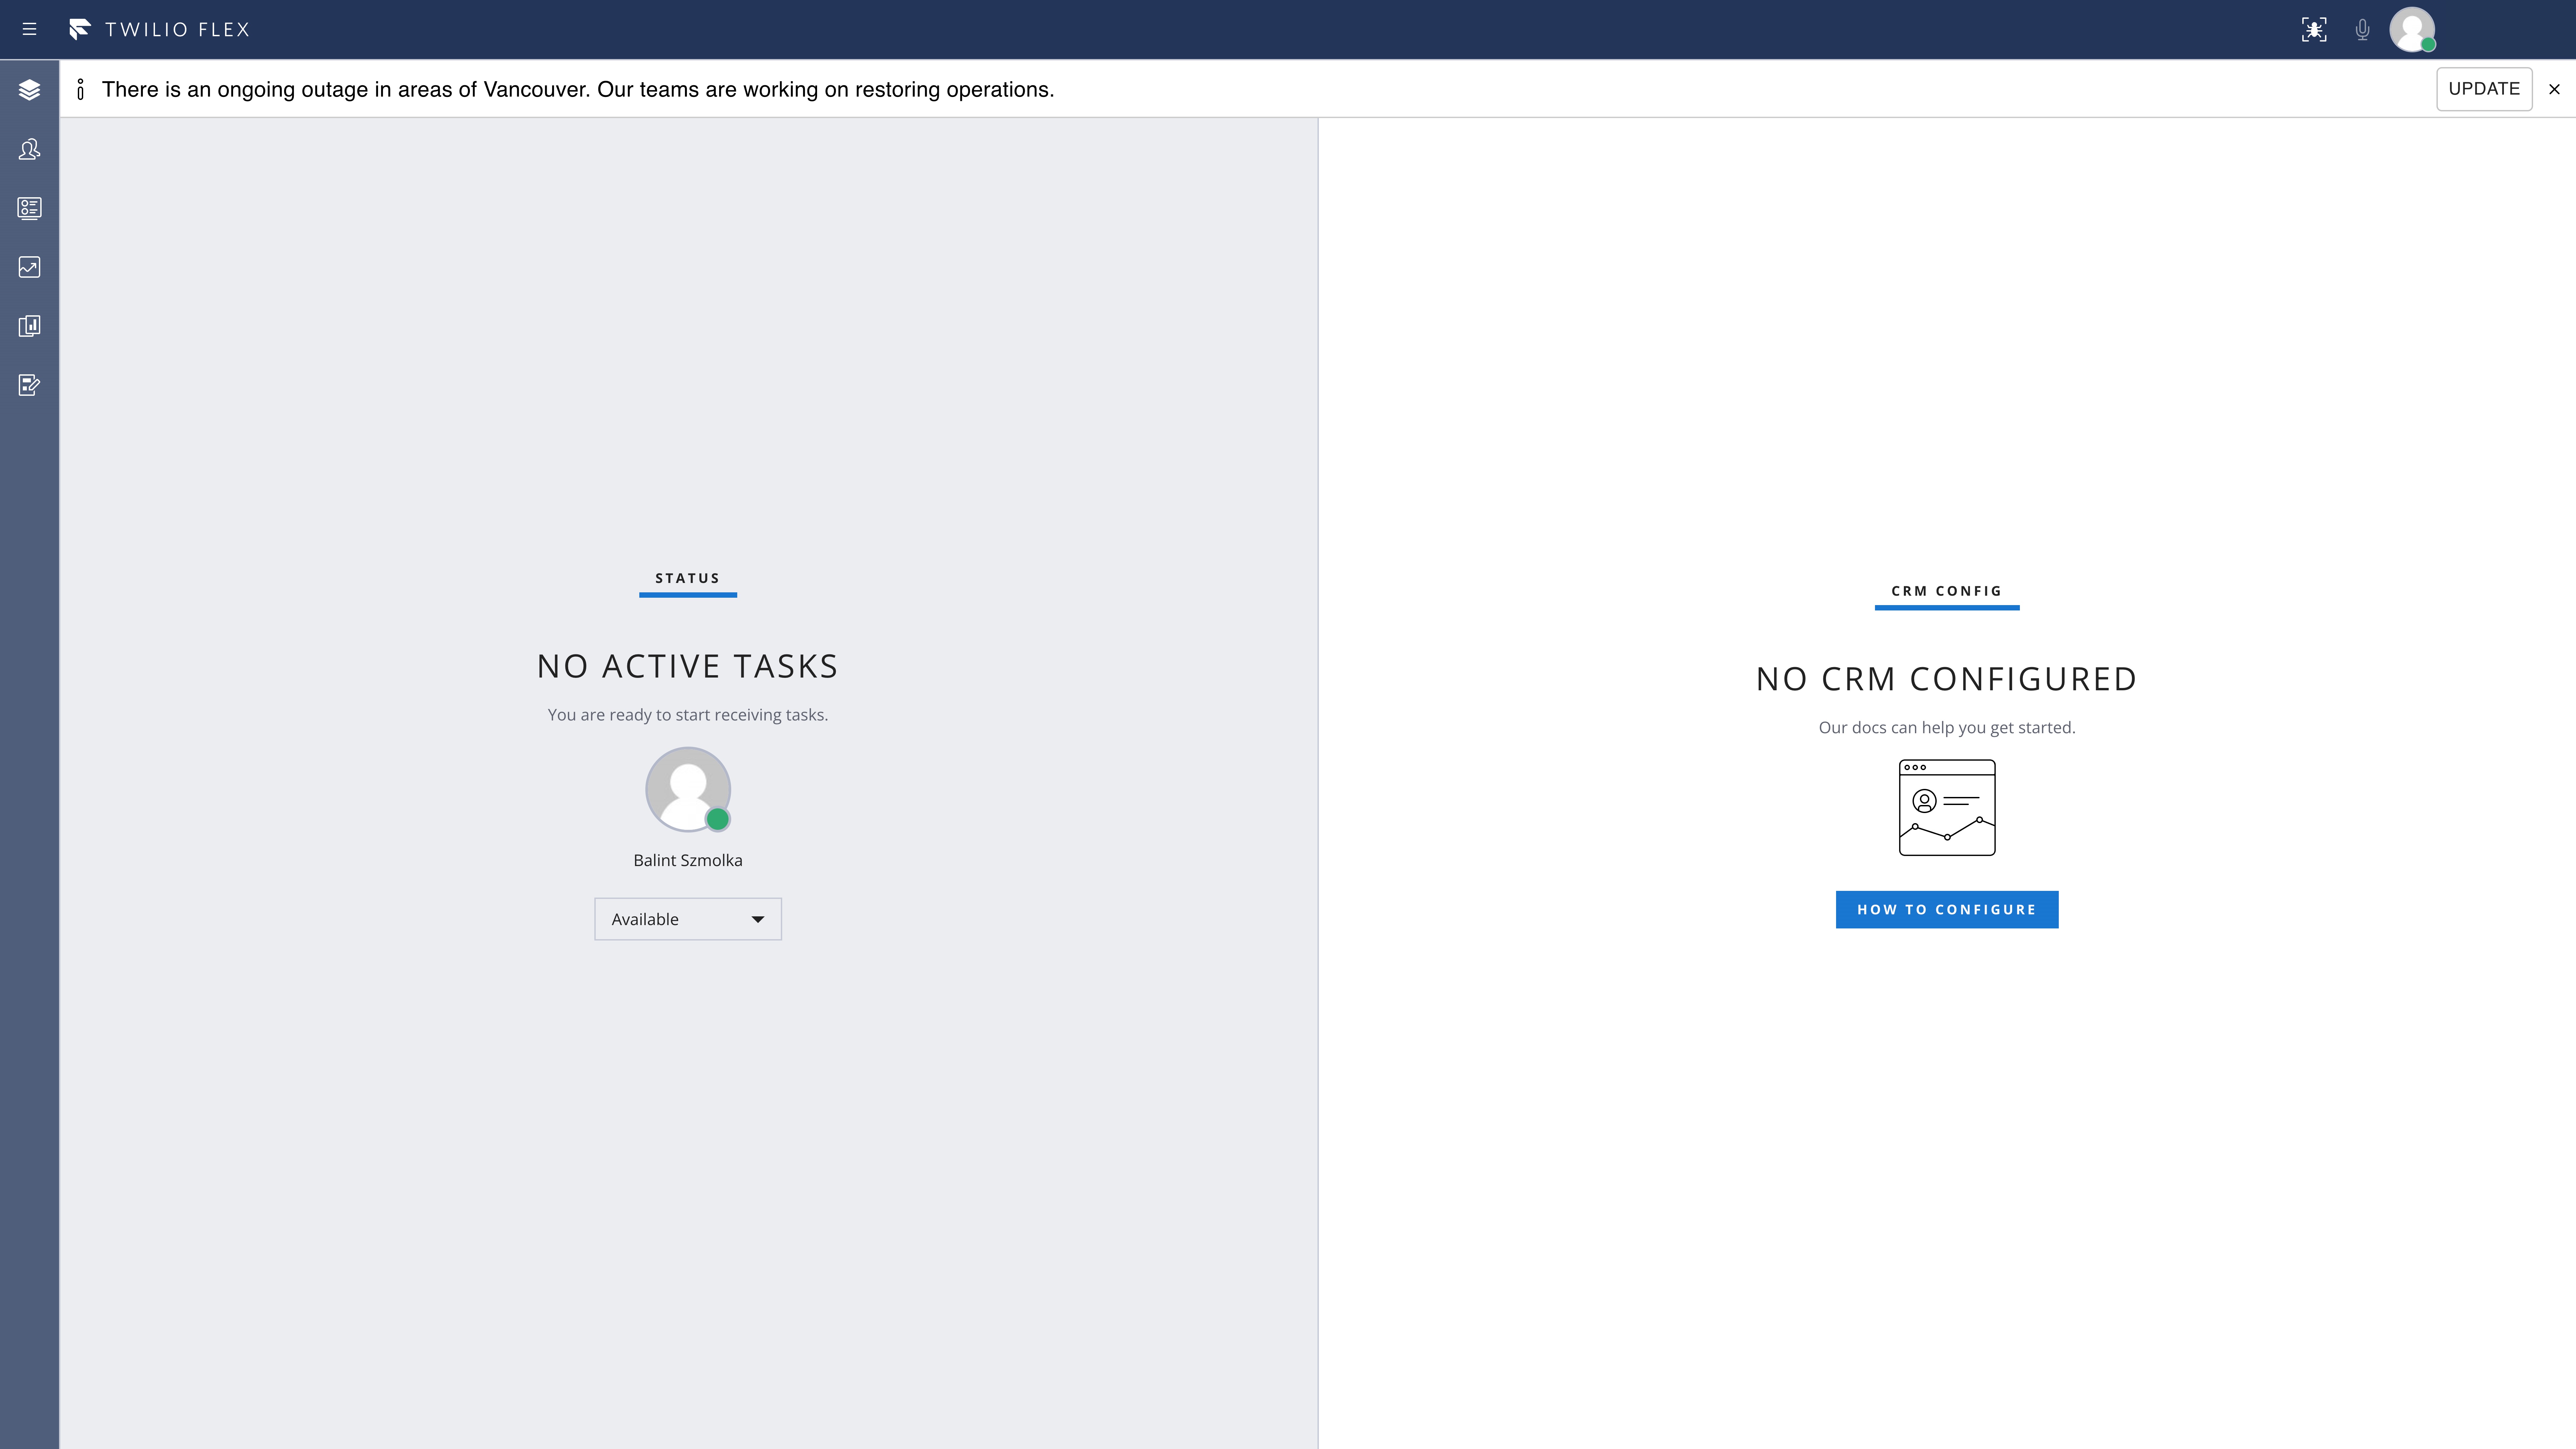 TWILIO FLEX
There is an ongoing outage in areas of Vancouver. Our teams are working on restoring operations.
UPDATE
STATUS
NO ACTIVE TASKS
You are ready to start receiving tasks.
Balint Szmolka
Available
CRM CONFIG
NO CRM CONFIGURED
Our docs can help you get started.
HOW TO CONFIGURE